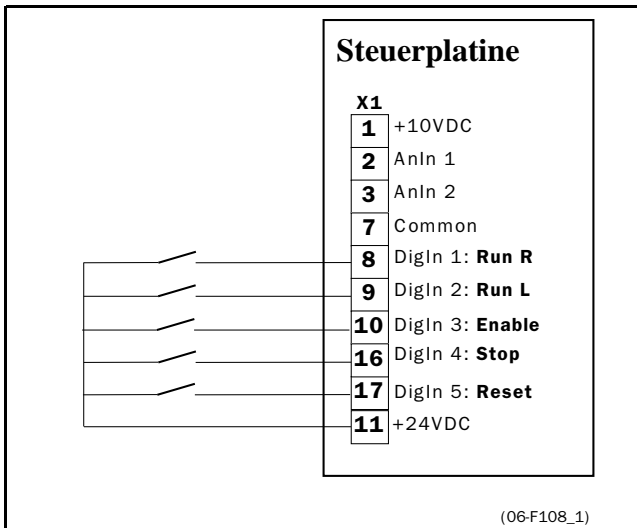 Steuerplatine
X1
1 +10VDC
2 AnIn 1
3 AnIn 2
7 Common
8 DigIn 1: Run R
9 DigIn 2: Run L
10 DigIn 3: Enable
16 DigIn 4: Stop
17 DigIn 5: Reset
11 +24VDC
(06-F108_1)